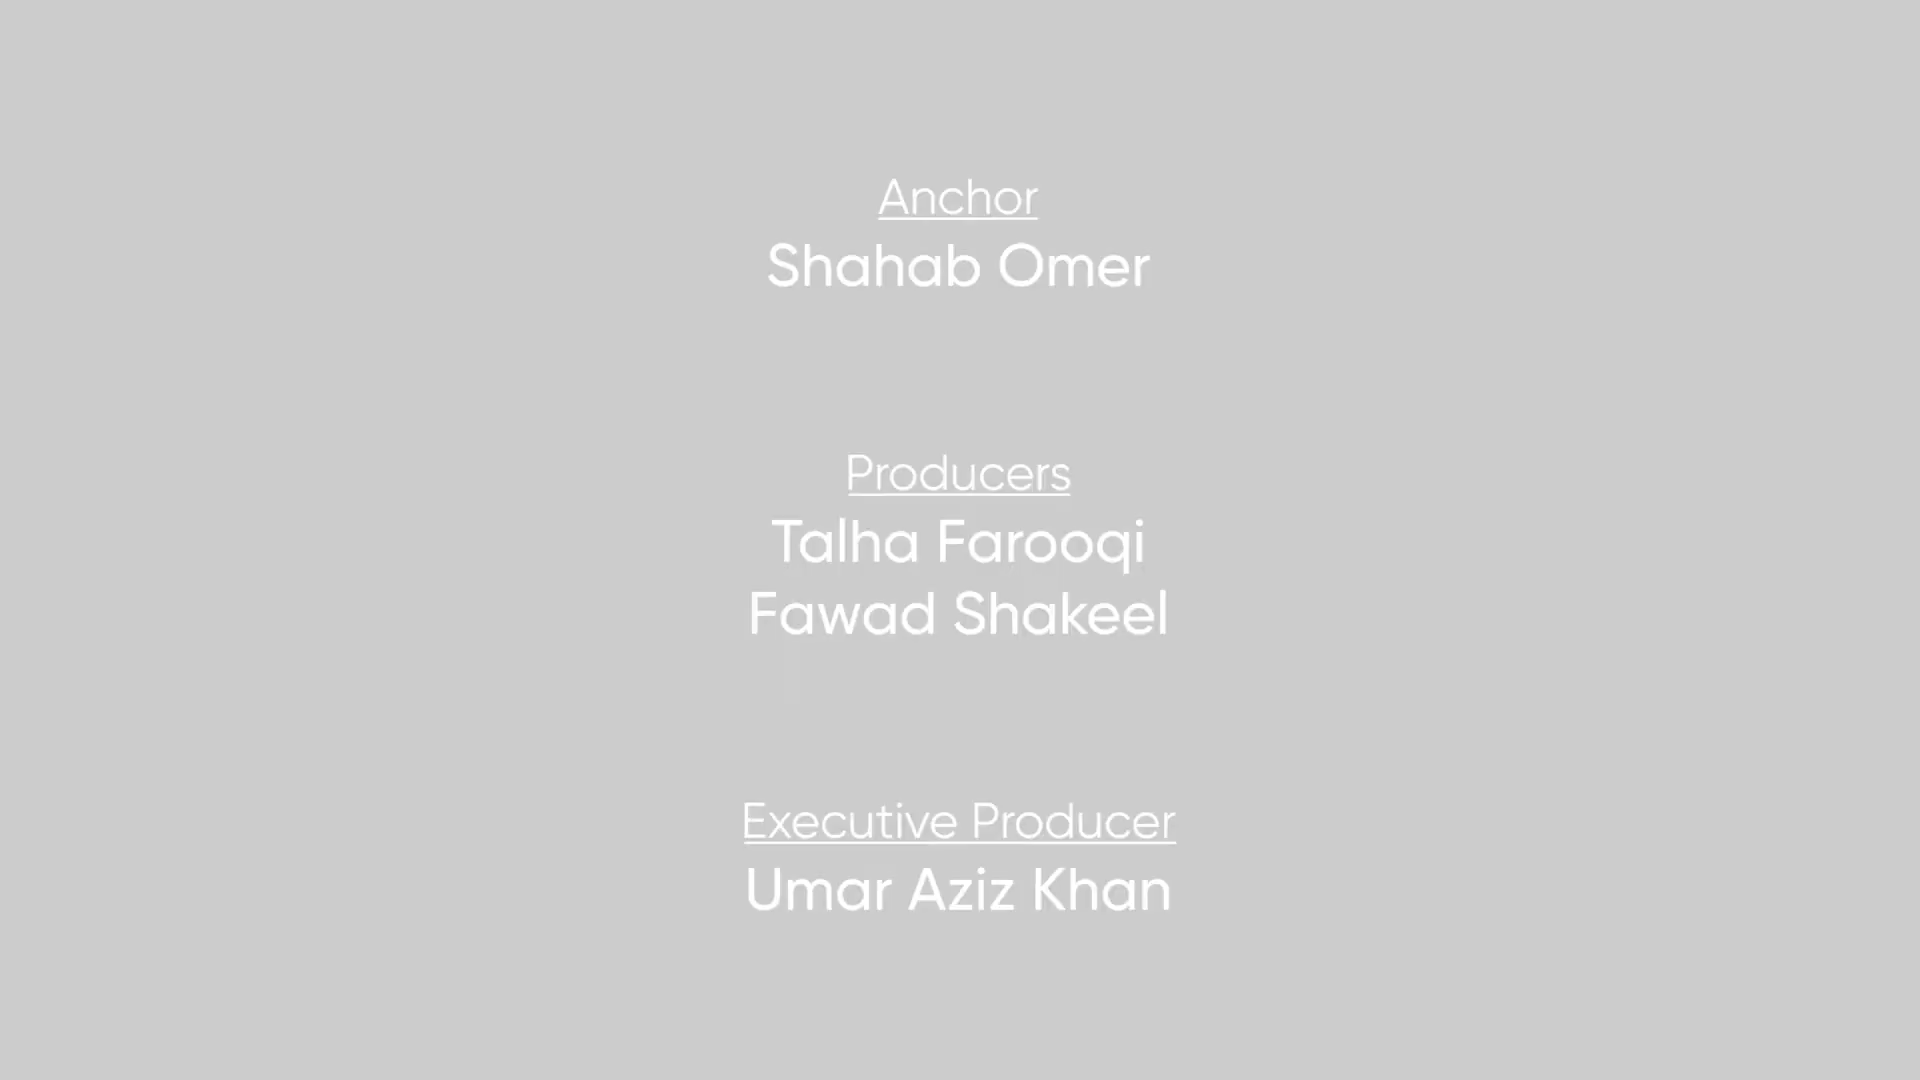 Anchor
Shahab Omer
Producers
Talha Farooqi
Fawad Shakeel
Executive Producer
Umar Aziz Khan